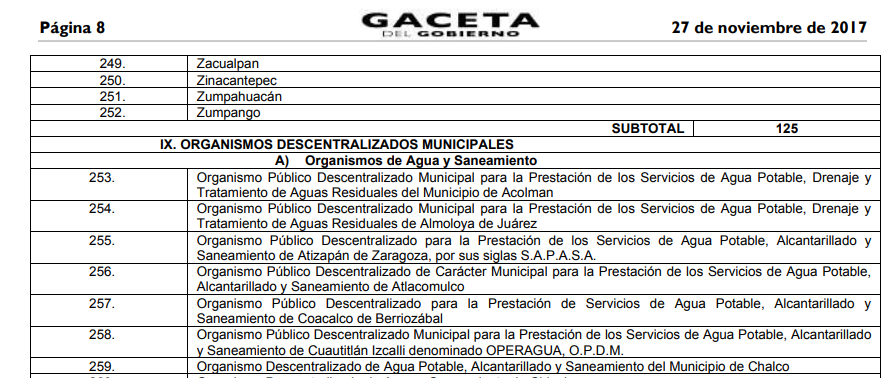 Página 8
GACETA
DEL GOBIERNO
27 de noviembre de 2017
249. Zacualpan
250. Zinacantepec
251. Zumpahuacán
252. Zumpango
SUBTOTAL 125
IX. ORGANISMOS DESCENTRALIZADOS MUNICIPALES
A) Organismos de Agua y Saneamiento
253. Organismo Público Descentralizado Municipal para la Prestación de los Servicios de Agua Potable, Drenaje y
Tratamiento de Aguas Residuales del Municipio de Acolman
254. Organismo Público Descentralizado Municipal para la Prestación de los Servicios de Agua Potable, Drenaje y
Tratamiento de Aguas Residuales de Almoloya de Juárez
255. Organismo Público Descentralizado para la Prestación de los Servicios de Agua Potable, Alcantarillado y
Saneamiento de Atizapán de Zaragoza, por sus siglas S.A.P.A.S.A.
256. Organismo Público Descentralizado de Carácter Municipal para la Prestación de los Servicios de Agua Potable,
Alcantarillado y Saneamiento de Atlacomulco
257. Organismo Público Descentralizado para la Prestación de Servicios de Agua Potable, Alcantarillado y
Saneamiento de Coacalco de Berriozábal
258. Organismo Público Descentralizado Municipal para la Prestación de los Servicios de Agua Potable, Alcantarillado
y Saneamiento de Cuautitlán Izcalli denominado OPERAGUA, O.P.D.M.
259. Organismo Descentralizado de Agua Potable, Alcantarillado y Saneamiento del Municipio de Chalco